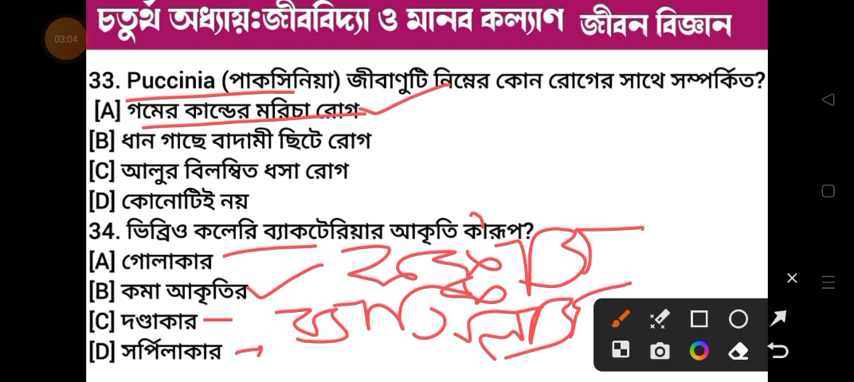 03:04
চতুর্থ অধ্যায়ঃজীববিদ্যা ও মানব কল্যাণ জীবন বিজ্ঞান
33. Puccinia (পাকসিনিয়া) জীবাণুটি নিম্নের কোন রোগের সাথে সম্পর্কিত?
[A] গমের কান্ডের মরিচা রোগ
[B] ধান গাছে বাদামী ছিটে রোগ
[C] আলুর বিলম্বিত ধসা রোগ
[D] কোনোটিই নয়
34. ভিব্রিও কলেরি ব্যাকটেরিয়ার আকৃতি কীরূপ?
[A] গোলাকার
[B] কমা আকৃতির
[C] দণ্ডাকার
[D] সর্পিলাকার